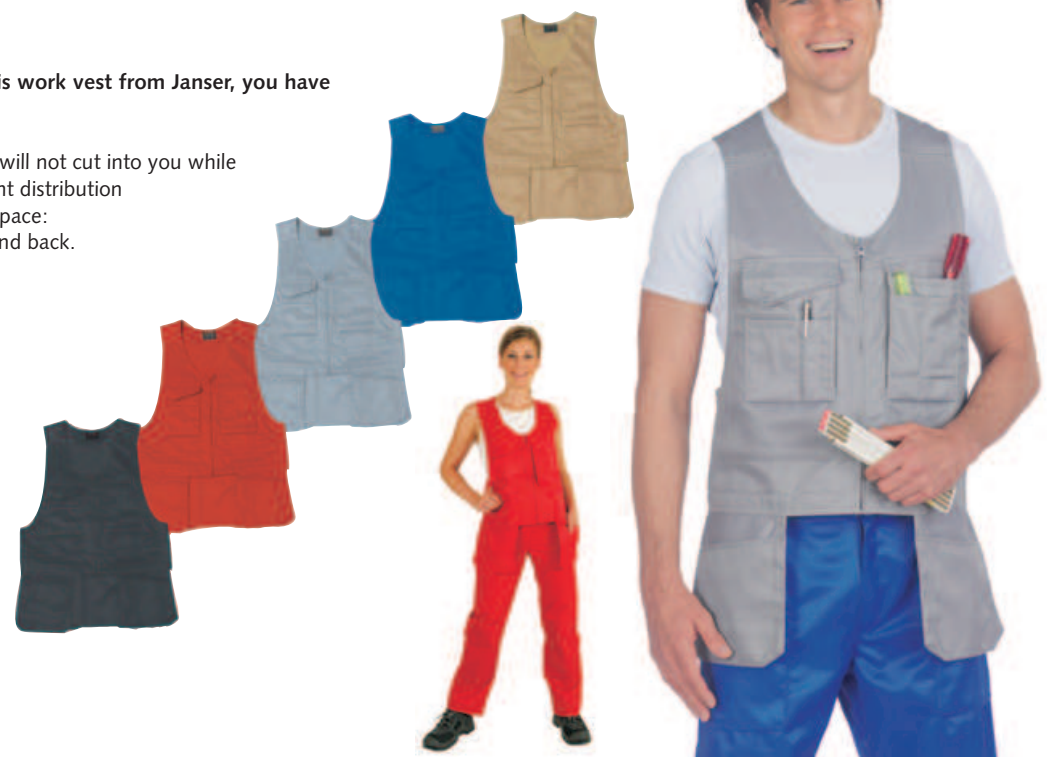 is work vest from Janser, you have
will not cut into you while
nt distribution
pace:
nd back.